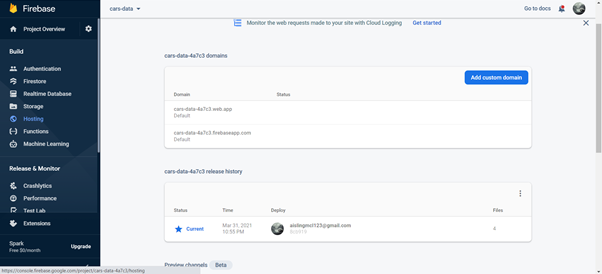 Firebase
cars-data
Go to docs
Monitor the web requests made to your site with Cloud Logging Get started
Project Overview
Build
Authentication
Firestore
Realtime Database
Storage
Hosting
Functions
Machine Learning
Release & Monitor
Crashlytics
Performance
Test Lab
Extensions
Spark
Free $0/month
Upgrade
cars-data-4a7c3 domains
Add custom domain
Domain Status
cars-data-4a7c3.web.app
Default
cars-data-4a7c3.firebaseapp.com
Default
cars-data-4a7c3 release history
Status Time Deploy Files
Current Mar 31, 2021 aislingmcl123@gmail.com 4
10:55 PM
Preview channels Beta
https://console.firebase.google.com/project/cars-data-4a7c3/hosting